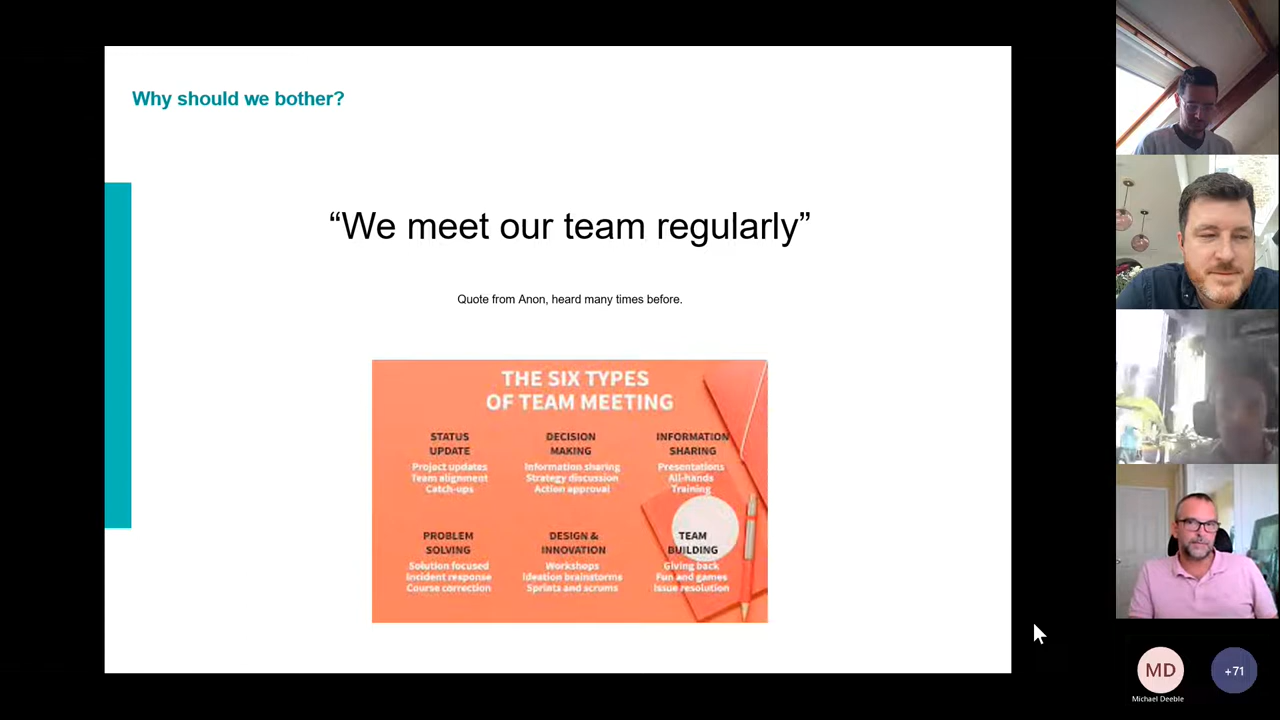 Why should we bother?
“We meet our team regularly”
Quote from Anon, heard many times before.
THE SIX TYPES
OF TEAM MEETING
STATUS
UPDATE
Project updates
Team alignment
Catch-ups
DECISION
MAKING
Information sharing
Strategy discussion
Action approval
INFORMATION
SHARING
Presentations
All-hands
Training
PROBLEM
SOLVING
Solution focused
Incident response
Course correction
DESIGN &
INNOVATION
Workshops
Ideation brainstorms
Sprints and scrums
TEAM
BUILDING
Giving back
Fun and games
Issue resolution
MD
Michael Deeble
+71